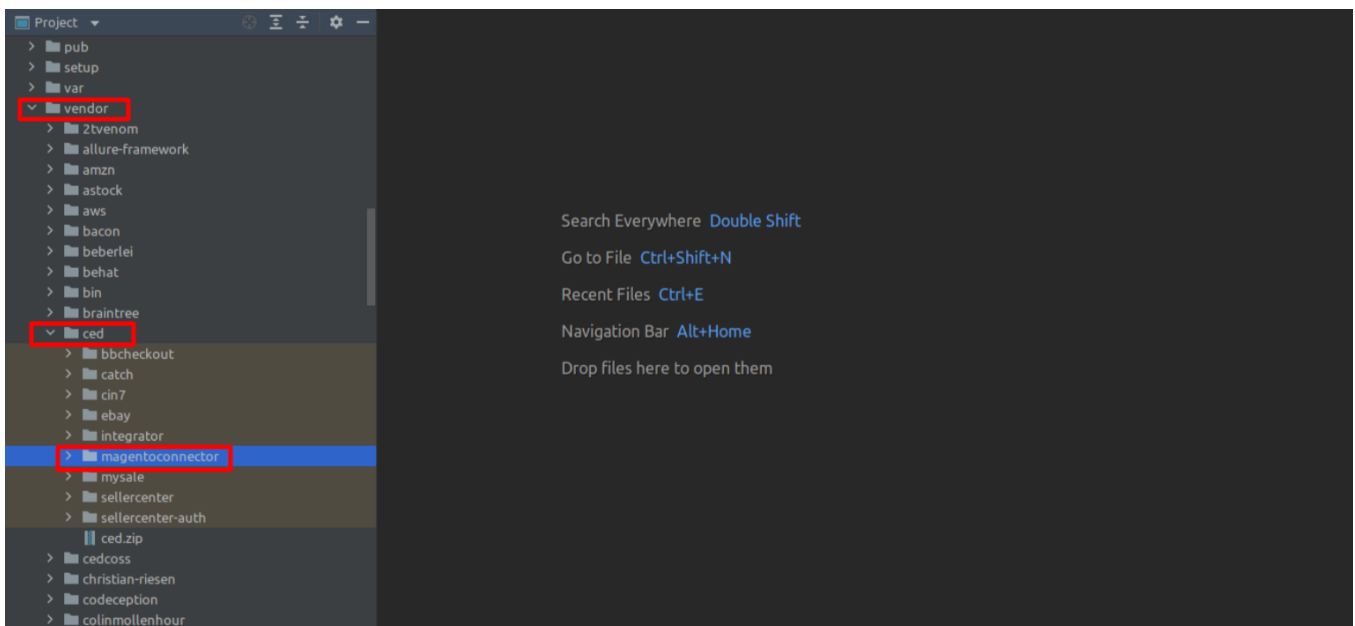 Project
pub
setup
var
vendor
2tvenom
allure-framework
amzn
astock
aws
bacon
beberlei
behat
bin
braintree
ced
bbcheckout
catch
cin7
ebay
integrator
magentoconnector
mysale
sellercenter
sellercenter-auth
ced.zip
cedcoss
christian-riesen
codeception
colinmollenhour
Search Everywhere Double Shift
Go to File Ctrl+Shift+N
Recent Files Ctrl+E
Navigation Bar Alt+Home
Drop files here to open them